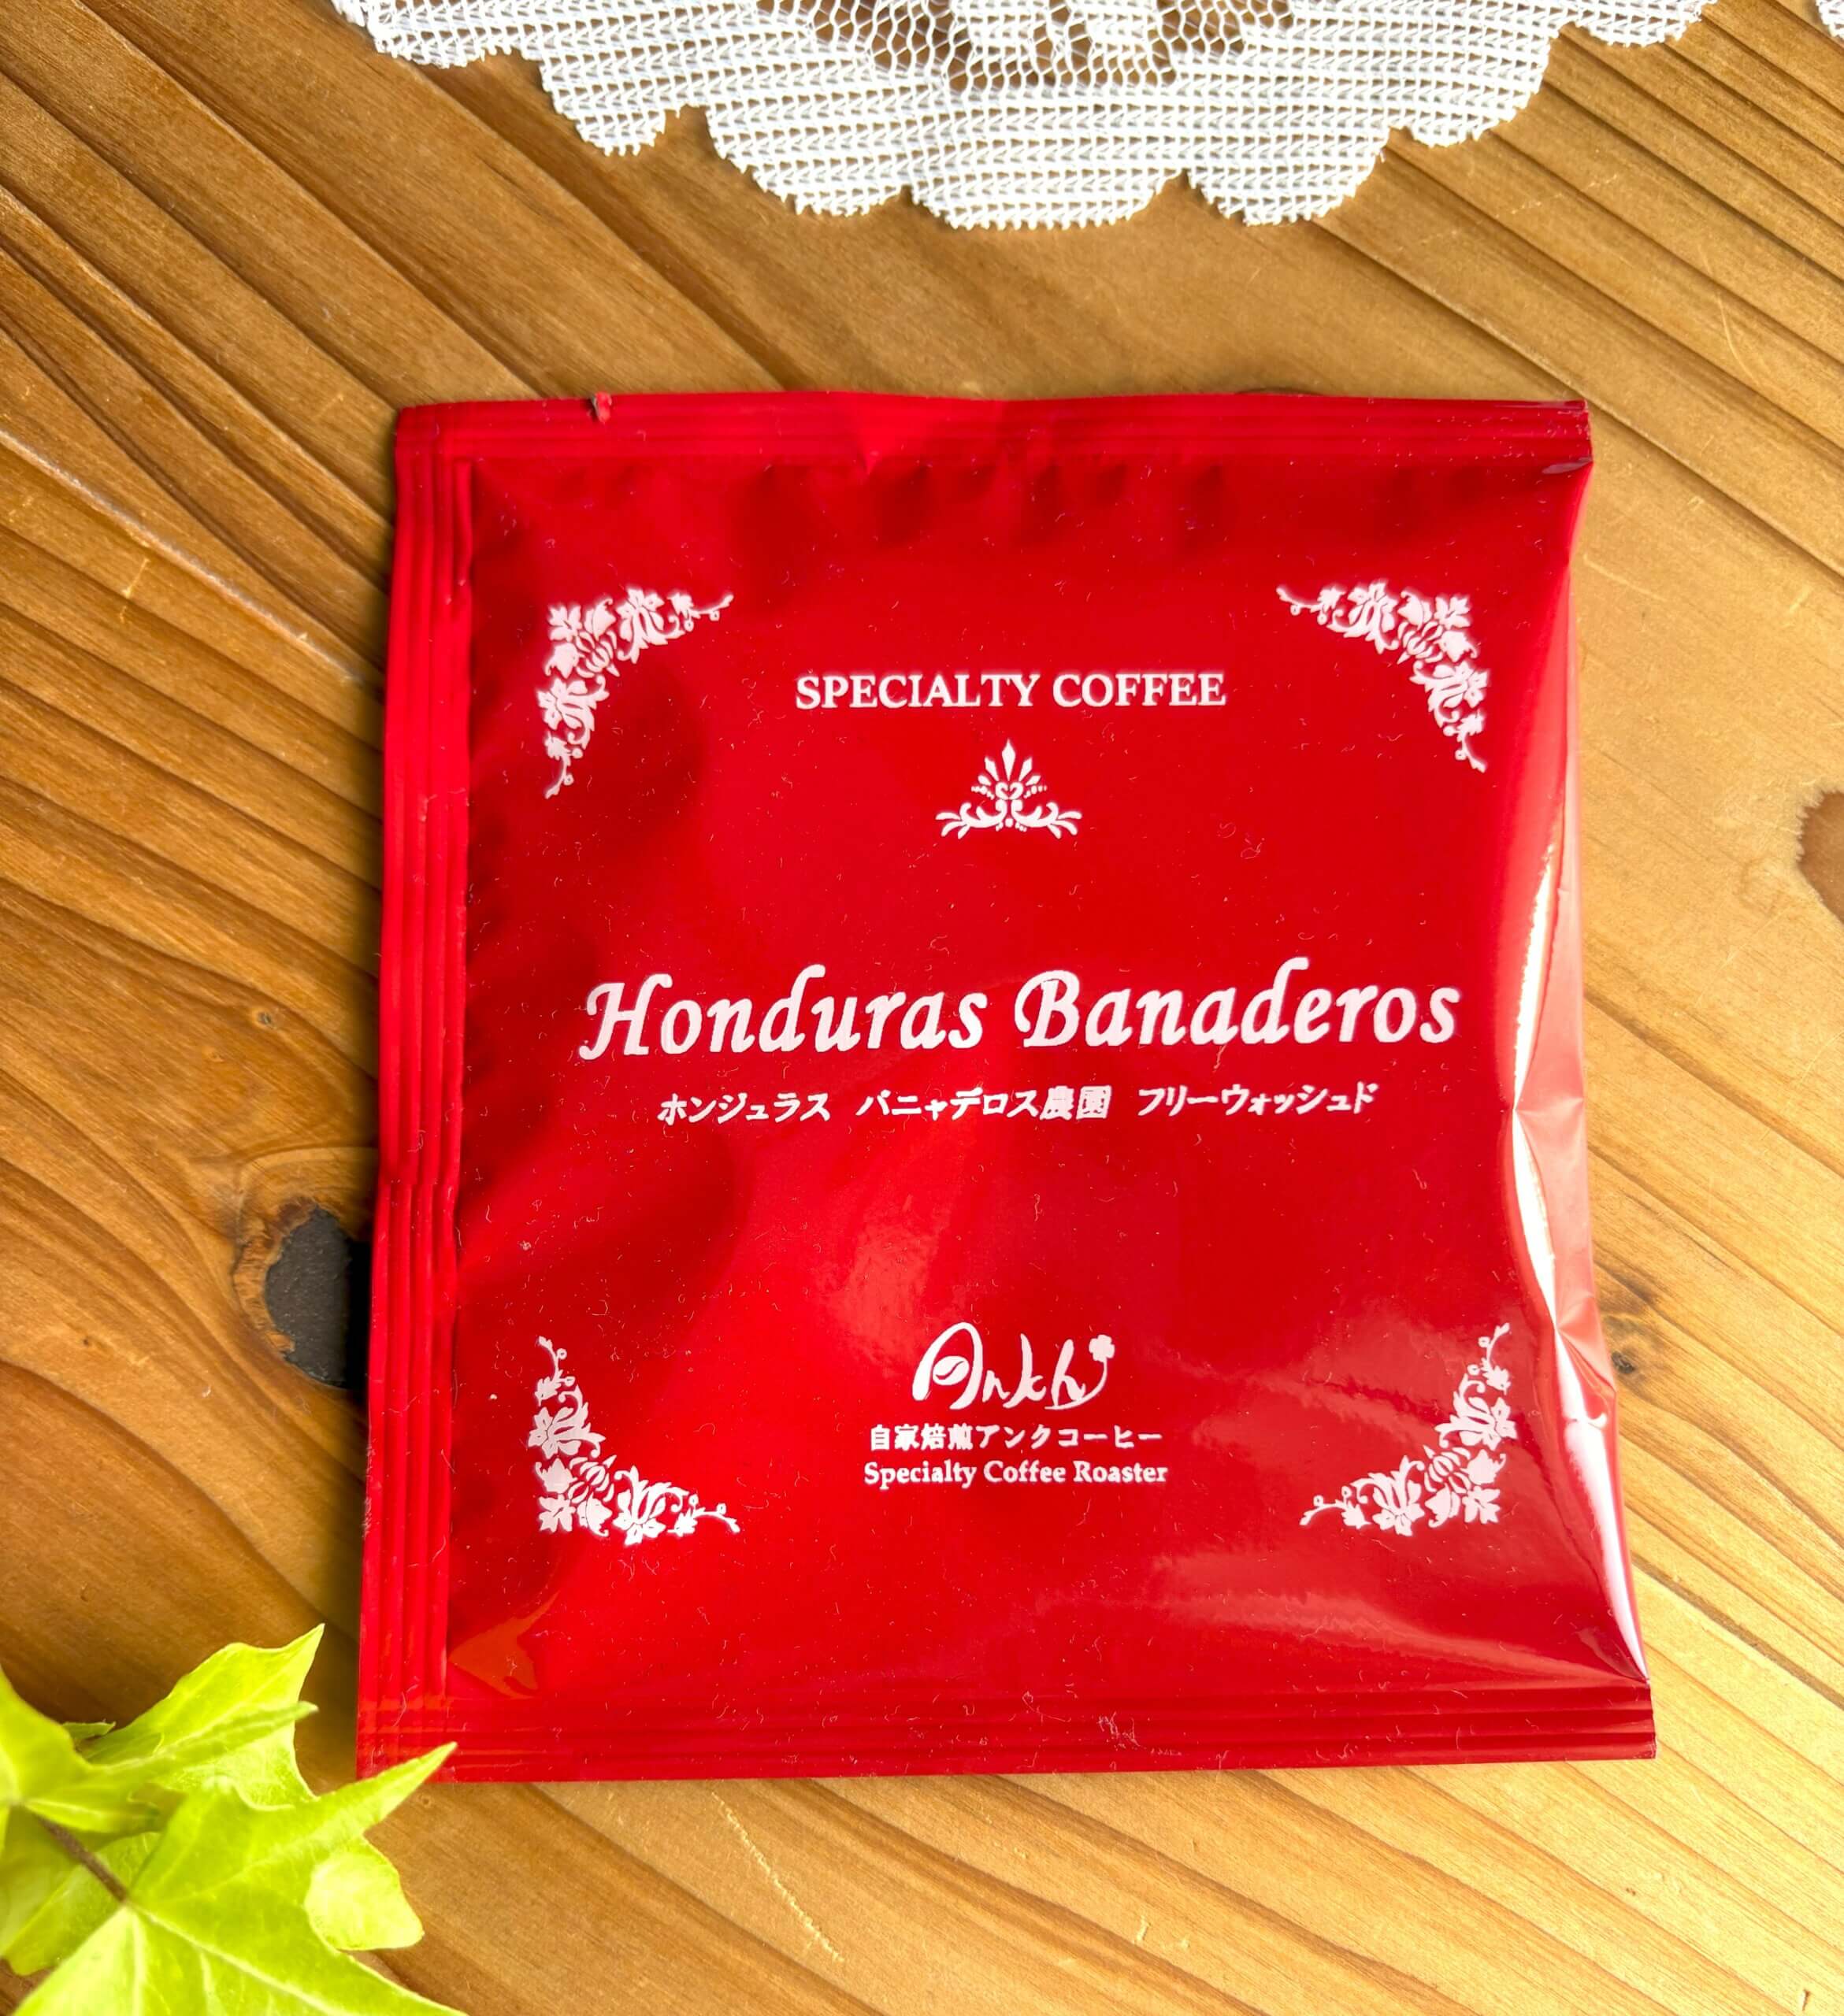 SPECIALTY COFFEE
Honduras Banaderos
ホンジュラス バニャデロス農園 フリーウォッシュド
Ankh
自家焙煎アンクコーヒー
Specialty Coffee Roaster